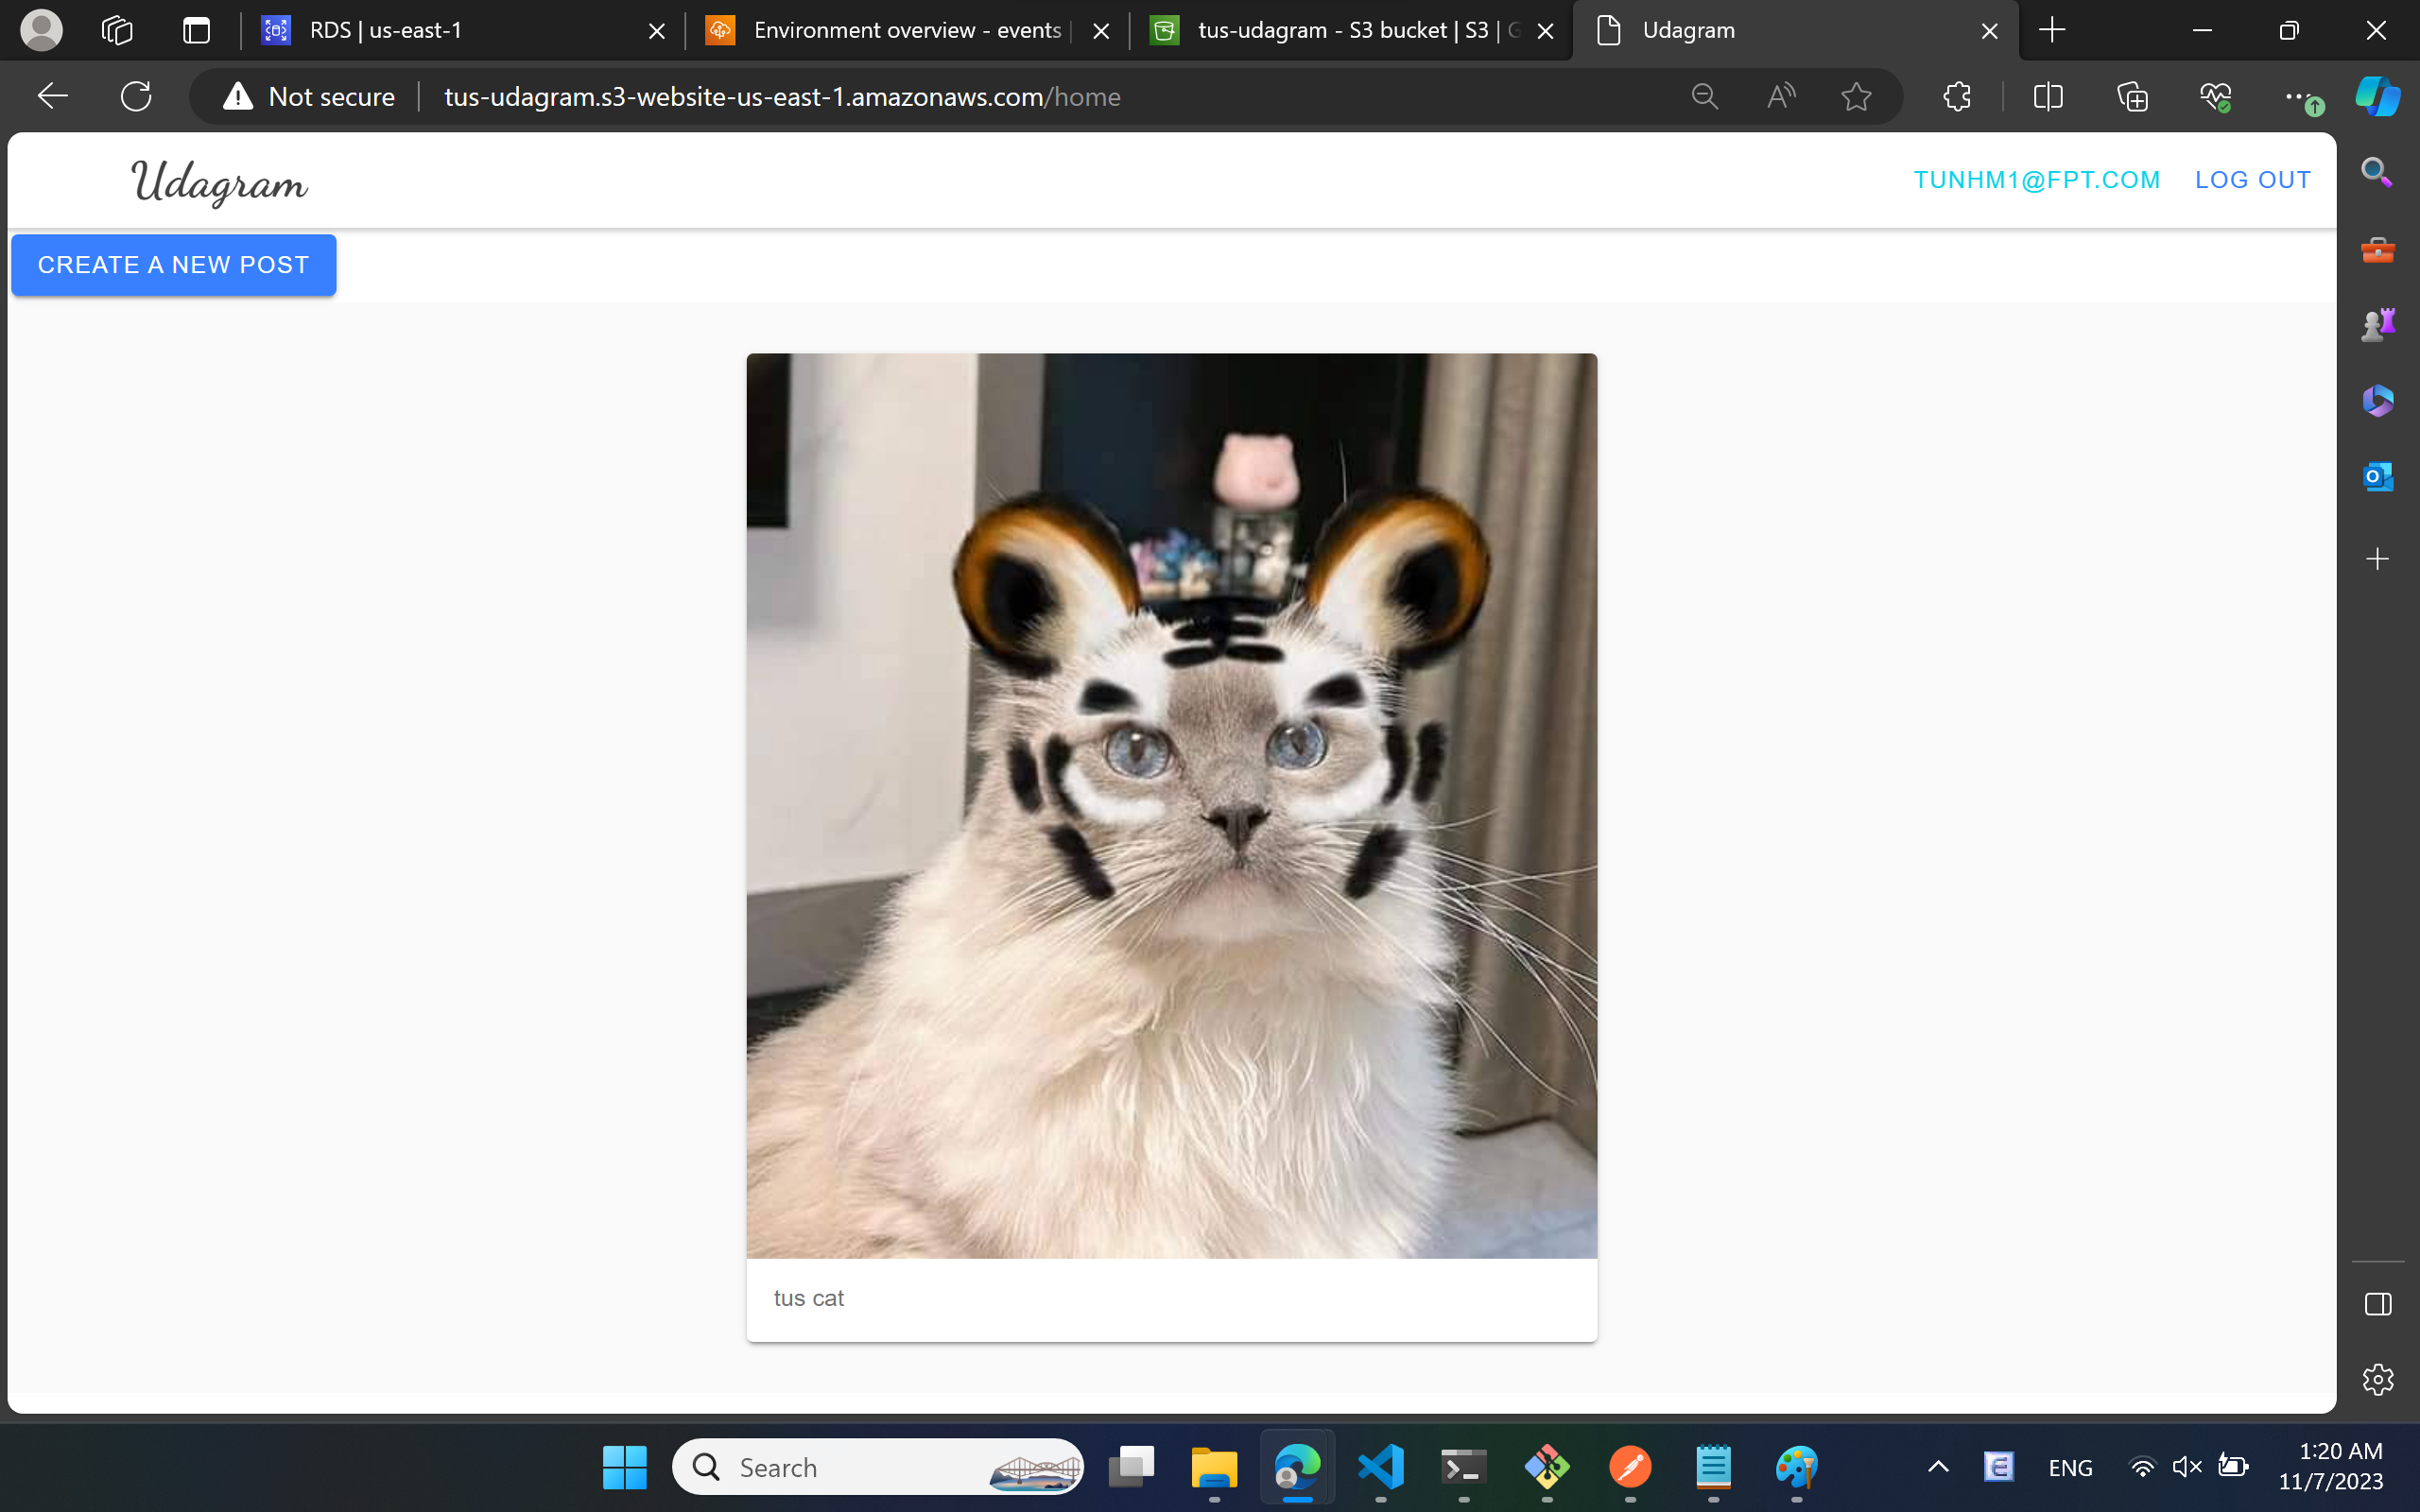 RDS | us-east-1
Environment overview - events |
tus-udagram - S3 bucket | S3 | G
Udagram
Not secure
tus-udagram.s3-website-us-east-1.amazonaws.com/home
Udagram
TUNHM1@FPT.COM
LOG OUT
CREATE A NEW POST
tus cat
Search
ENG
1:20 AM
11/7/2023